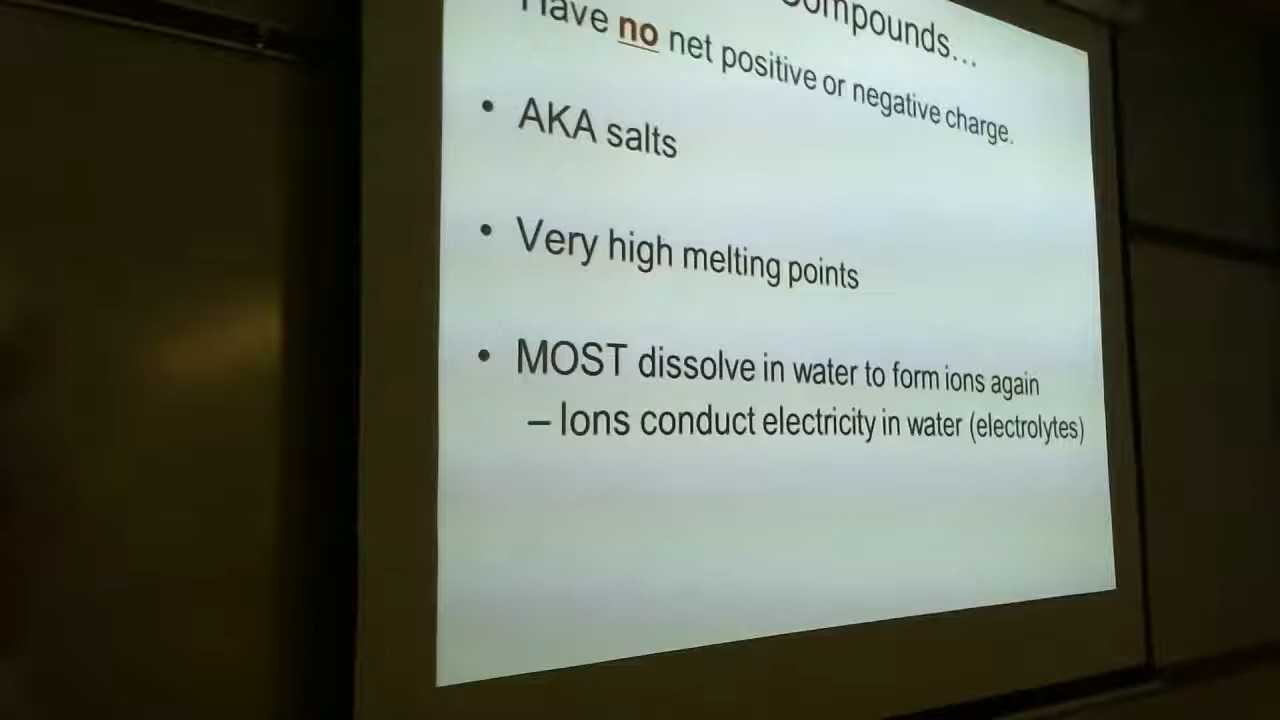 Compounds...
Have no net positive or negative charge.
• AKA salts
• Very high melting points
• MOST dissolve in water to form ions again
– Ions conduct electricity in water (electrolytes)